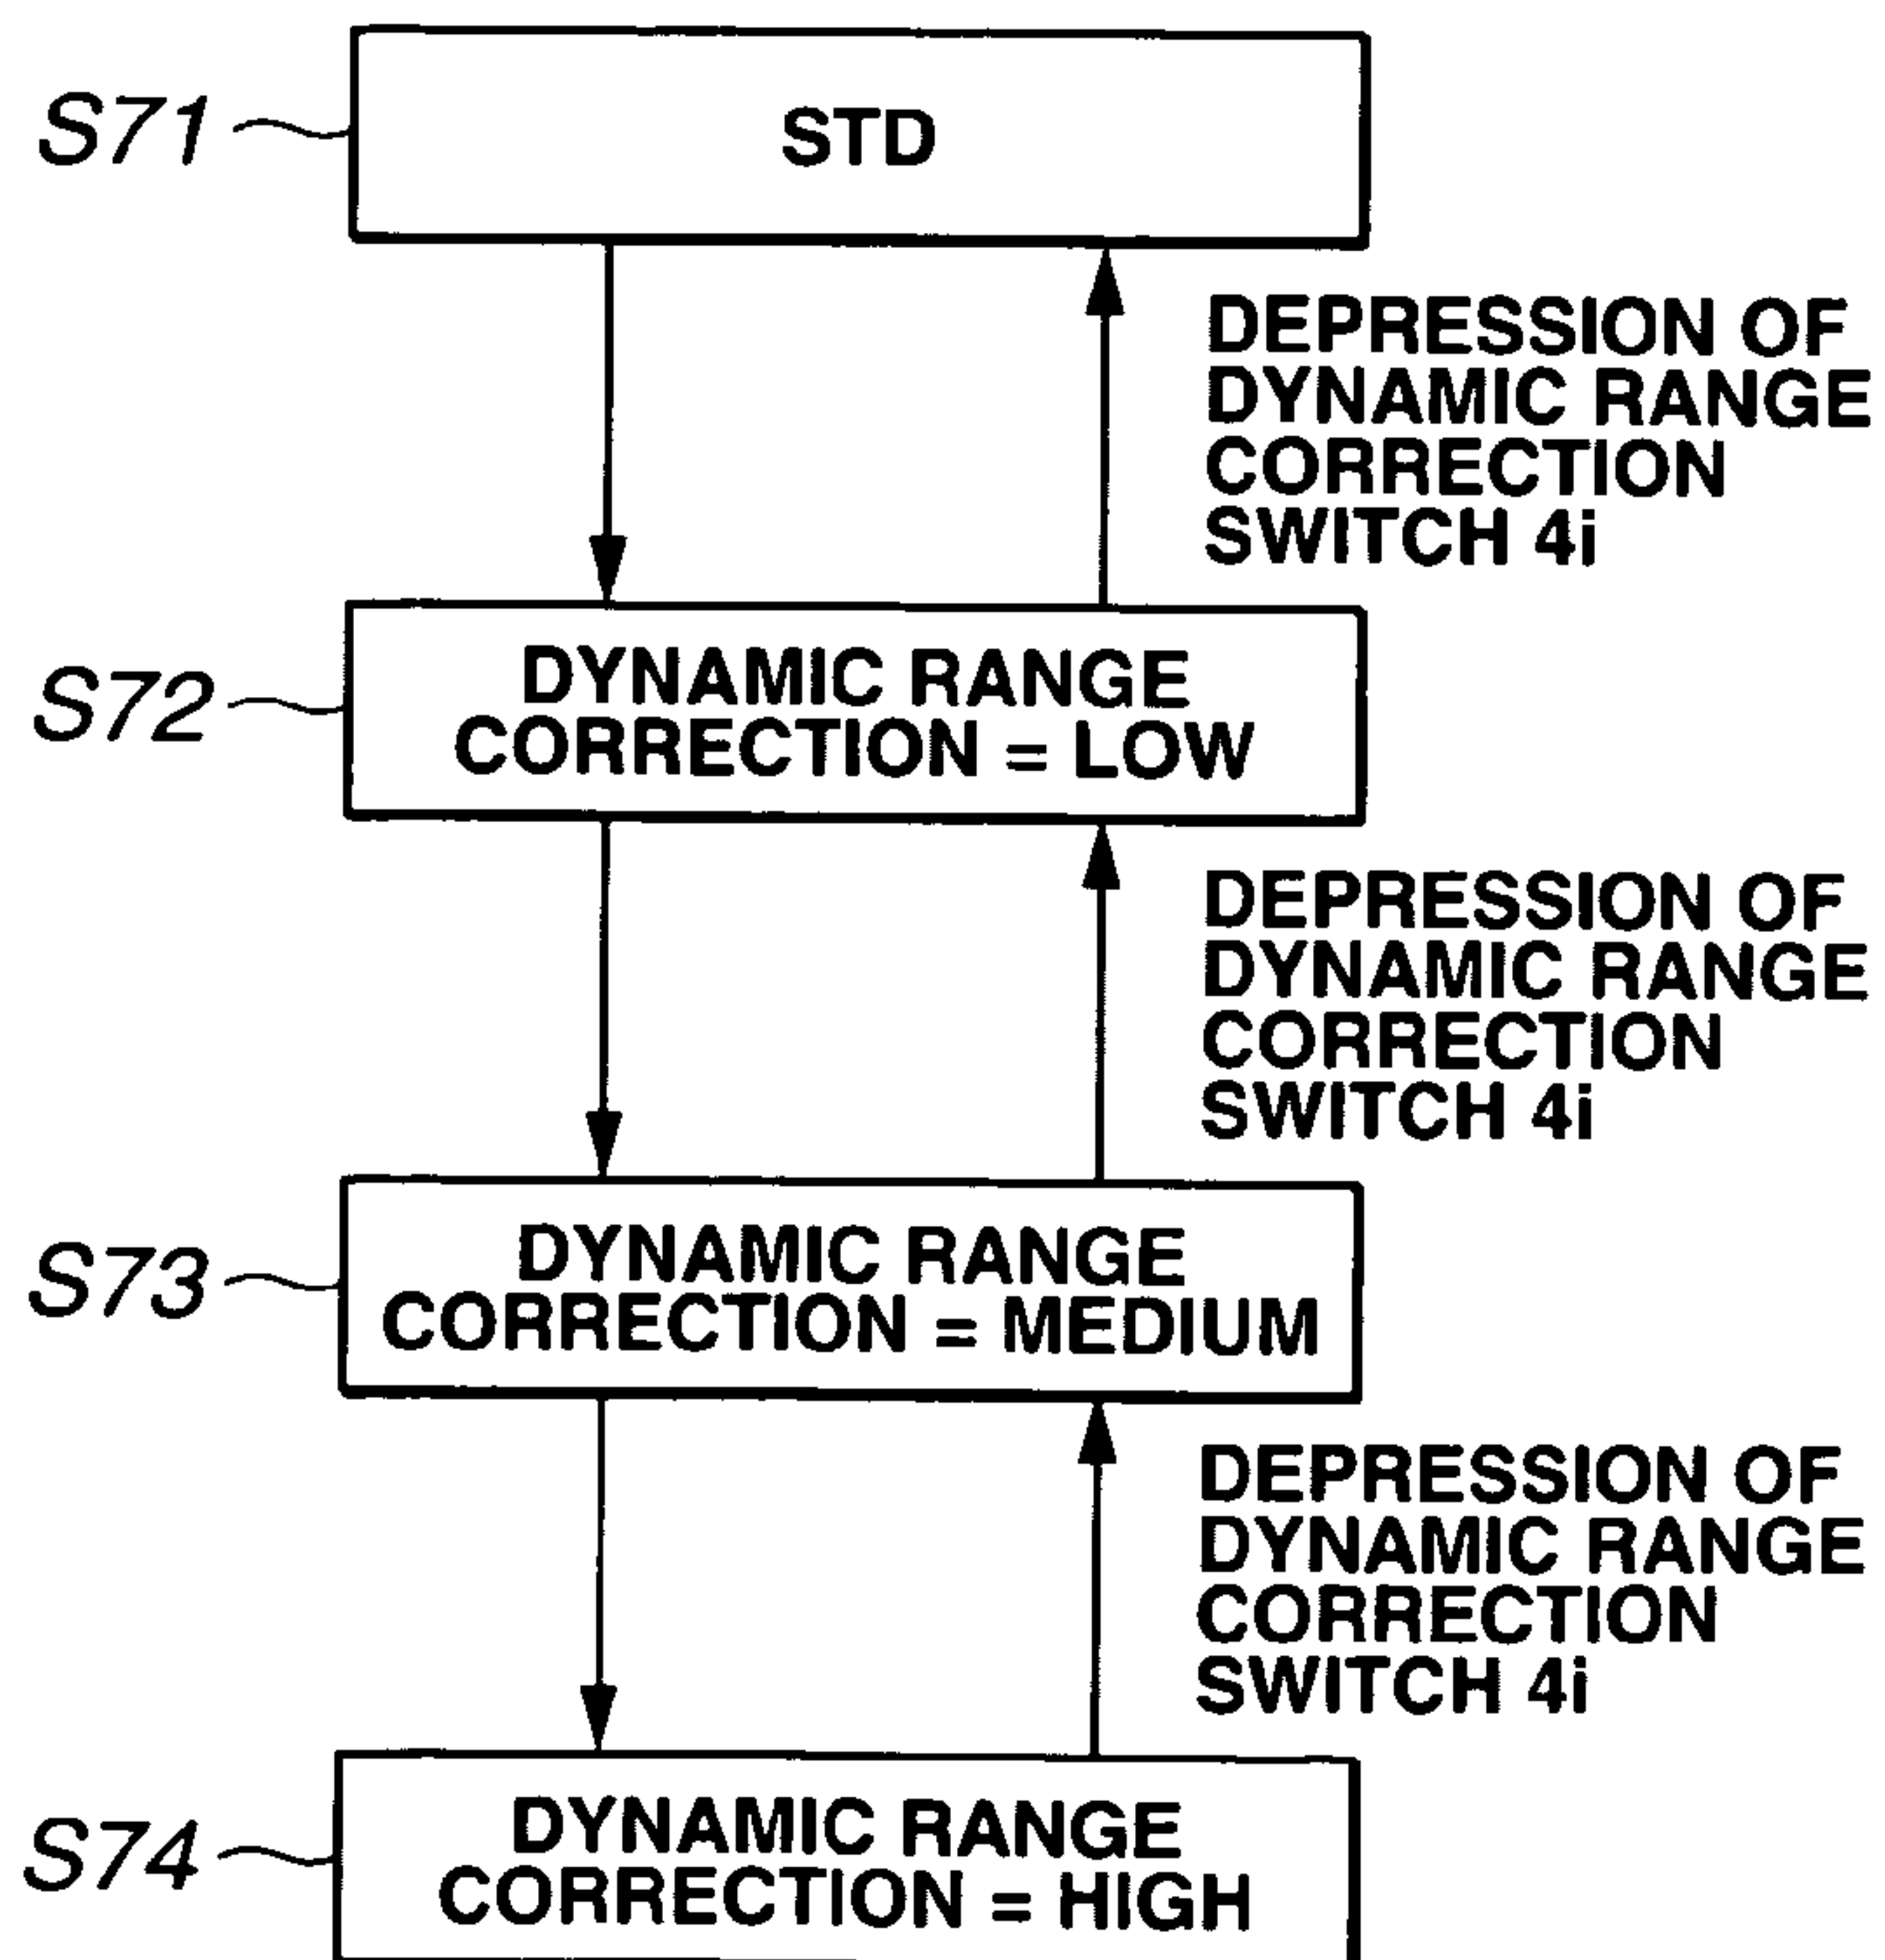 S71
STD
DEPRESSION OF
DYNAMIC RANGE
CORRECTION
SWITCH 4i
S72
DYNAMIC RANGE
CORRECTION = LOW
DEPRESSION OF
DYNAMIC RANGE
CORRECTION
SWITCH 4i
S73
DYNAMIC RANGE
CORRECTION = MEDIUM
DEPRESSION OF
DYNAMIC RANGE
CORRECTION
SWITCH 4i
S74
DYNAMIC RANGE
CORRECTION = HIGH